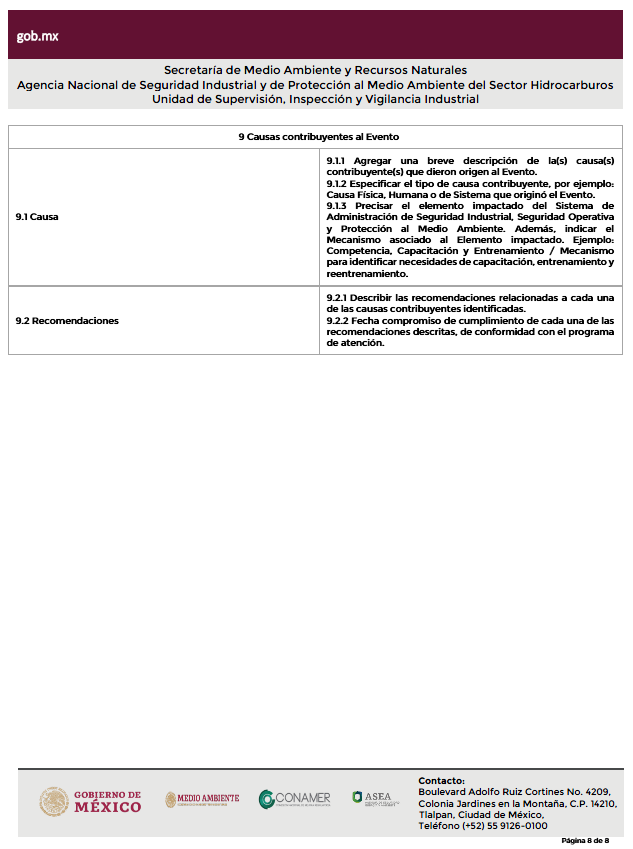 gob.mx
Secretaría de Medio Ambiente y Recursos Naturales
Agencia Nacional de Seguridad Industrial y de Protección al Medio Ambiente del Sector Hidrocarburos
Unidad de Supervisión, Inspección y Vigilancia Industrial
9 Causas contribuyentes al Evento
9.1 Causa
9.1.1 Agregar una breve descripción de la(s) causa(s)
contribuyente(s) que dieron origen al Evento.
9.1.2 Especificar el tipo de causa contribuyente, por ejemplo:
Causa Física, Humana o de Sistema que originó el Evento.
9.1.3 Precisar el elemento impactado del Sistema de
Administración de Seguridad Industrial, Seguridad Operativa
y Protección al Medio Ambiente. Además, indicar el
Mecanismo asociado al Elemento impactado. Ejemplo:
Competencia, Capacitación y Entrenamiento / Mecanismo
para identificar necesidades de capacitación, entrenamiento y
reentrenamiento.
9.2 Recomendaciones
9.2.1 Describir las recomendaciones relacionadas a cada una
de las causas contribuyentes identificadas.
9.2.2 Fecha compromiso de cumplimiento de cada una de las
recomendaciones descritas, de conformidad con el programa
de atención.
GOBIERNO DE
MÉXICO
MEDIO AMBIENTE
CONAMER
ASEA
Contacto:
Boulevard Adolfo Ruiz Cortines No. 4209,
Colonia Jardines en la Montaña, C.P. 14210,
Tlalpan, Ciudad de México,
Teléfono (+52) 55 9126-0100
Página 8 de 8